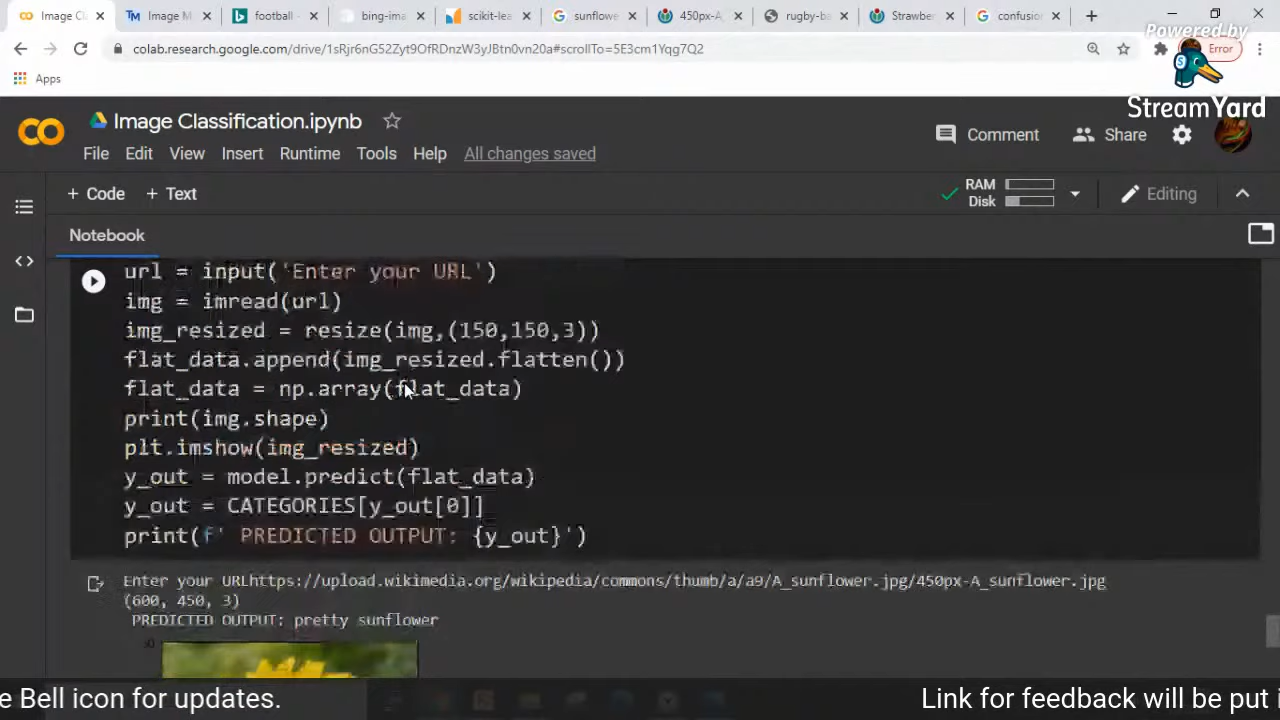 Image Cl
Image M
football -
bing-ima
scikit-lea
sunflowe
450px-A
rugby-ba
Strawbe
confusion
colab.research.google.com/drive/1sRjr6nG52Zyt9OfRDnzW3yJBtn0vn20a#scrollTo=5E3cm1Yqg7Q2
Error
Powered by
StreamYard
Apps
Image Classification.ipynb
Comment
Share
File Edit View Insert Runtime Tools Help All changes saved
+ Code + Text
RAM
Disk
Editing
Notebook
url = input('Enter your URL')
img = imread(url)
img_resized = resize(img,(150,150,3))
flat_data.append(img_resized.flatten())
flat_data = np.array(flat_data)
print(img.shape)
plt.imshow(img_resized)
y_out = model.predict(flat_data)
y_out = CATEGORIES[y_out[0]]
print(f' PREDICTED OUTPUT: {y_out}')
Enter your URLhttps://upload.wikimedia.org/wikipedia/commons/thumb/a/a9/A_sunflower.jpg/450px-A_sunflower.jpg
(600, 450, 3)
PREDICTED OUTPUT: pretty sunflower
e Bell icon for updates.
Link for feedback will be put i